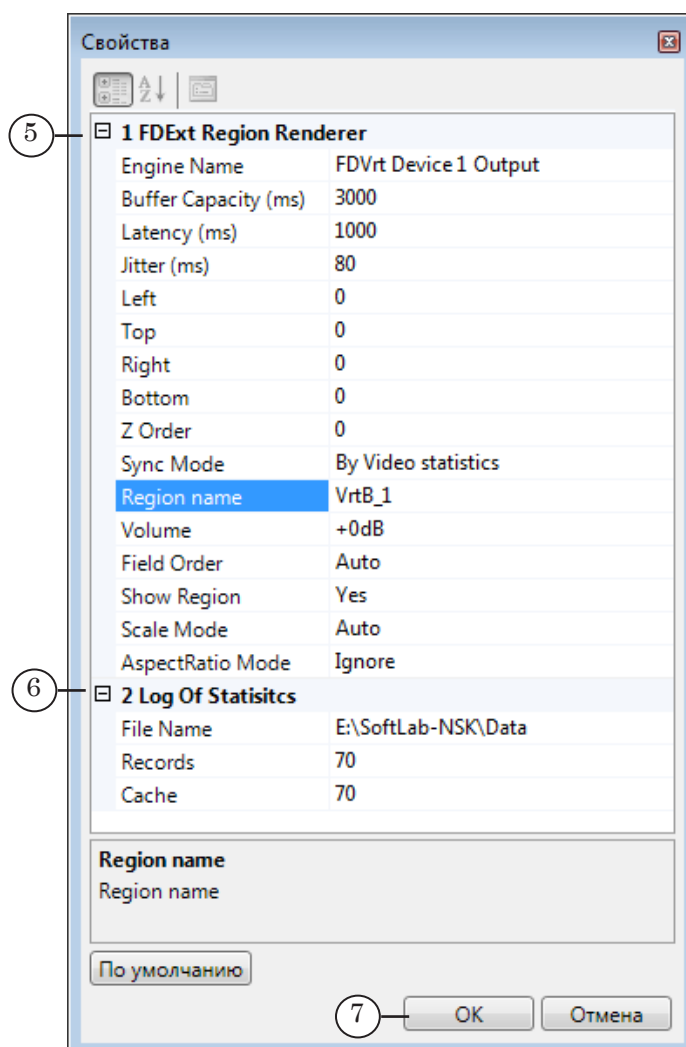 Свойства
A
Z
5
1 FDExt Region Renderer
Engine Name FDVrt Device 1 Output
Buffer Capacity (ms) 3000
Latency (ms) 1000
Jitter (ms) 80
Left 0
Top 0
Right 0
Bottom 0
Z Order 0
Sync Mode By Video statistics
Region name VrtB_1
Volume +0dB
Field Order Auto
Show Region Yes
Scale Mode Auto
AspectRatio Mode Ignore
6
2 Log Of Statisitcs
File Name E:\SoftLab-NSK\Data
Records 70
Cache 70
Region name
Region name
По умолчанию
7
OK Отмена